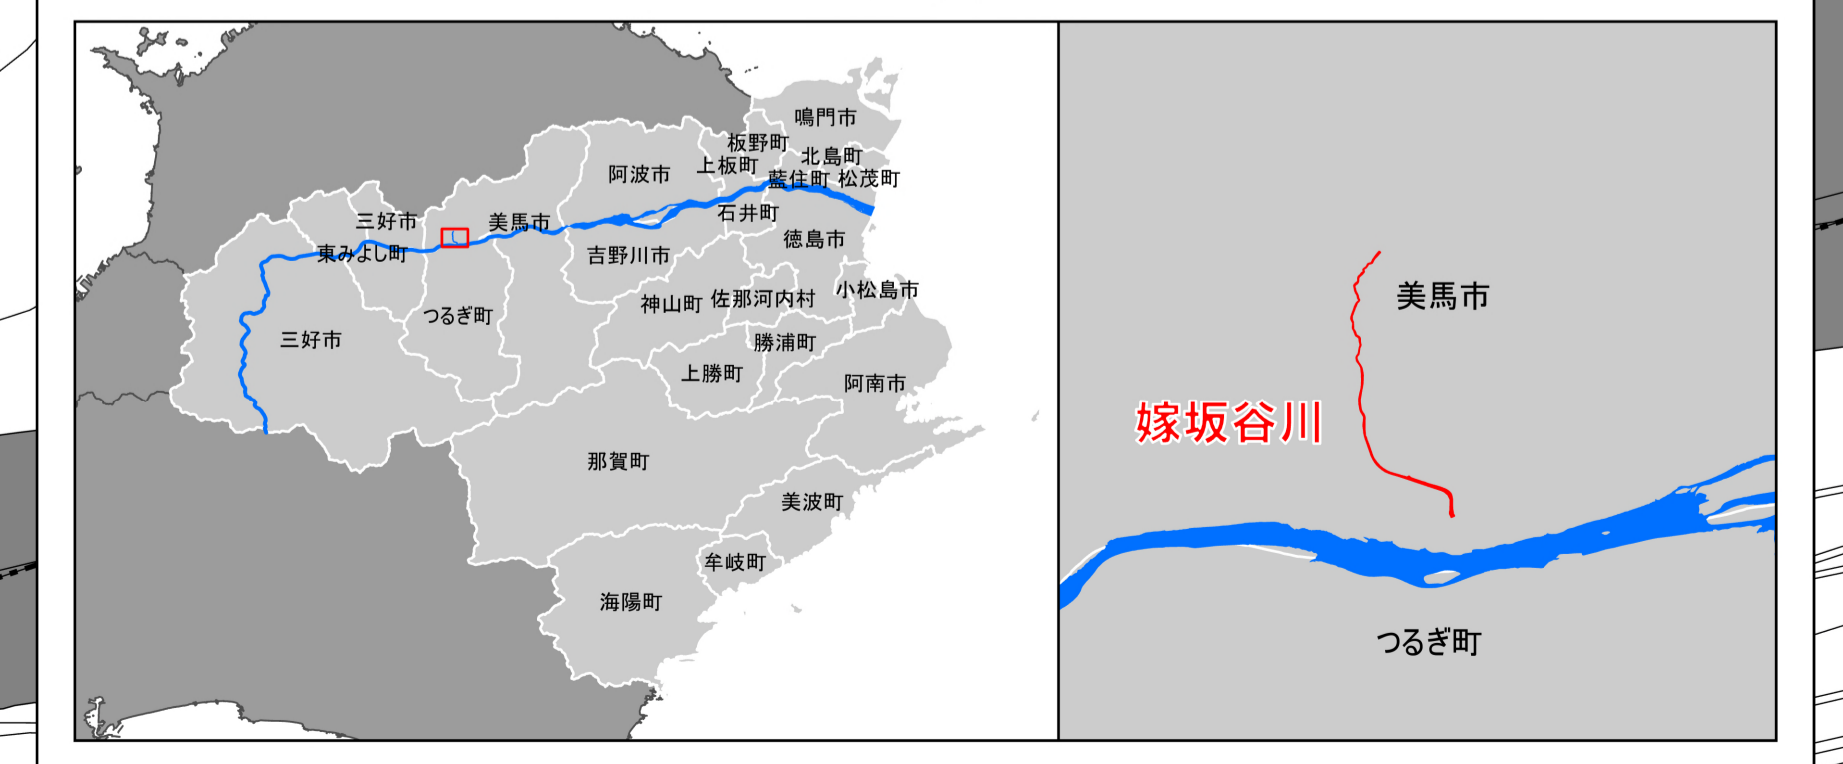 鳴門市
板野町
北島町
上板町
阿波市
藍住町
松茂町
石井町
三好市
美馬市
徳島市
東みよし町
吉野川市
小松島市
佐那河内村
神山町
つるぎ町
三好市
勝浦町
上勝町
阿南市
那賀町
美波町
牟岐町
海陽町
美馬市
嫁坂谷川
つるぎ町